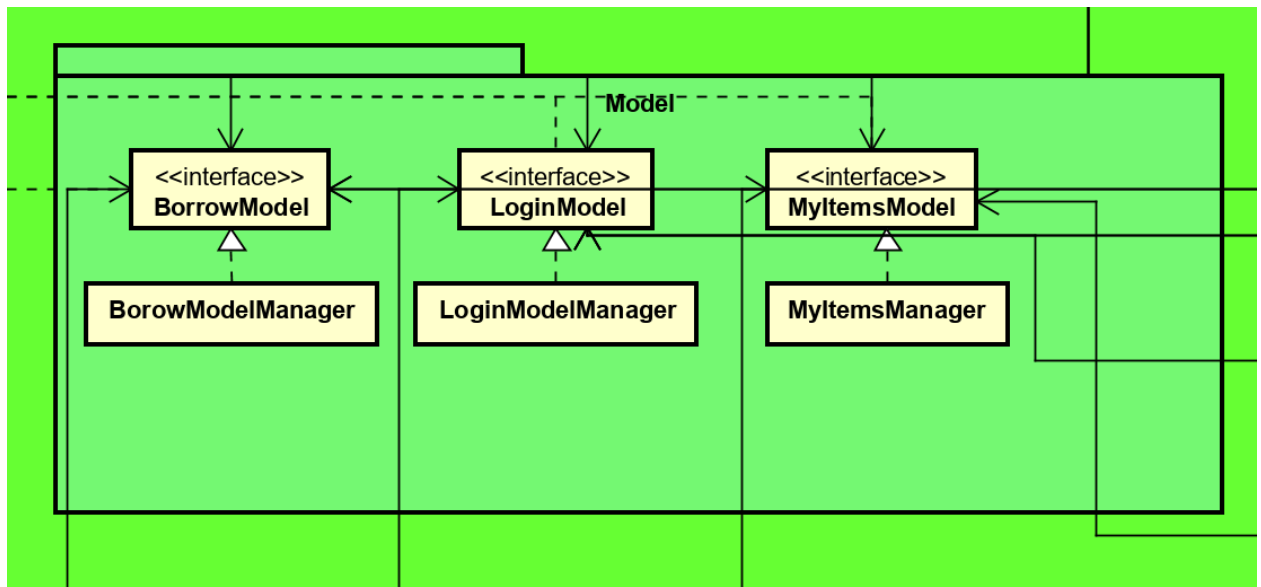 Model
<<interface>>
BorrowModel
<<interface>>
LoginModel
<<interface>>
MyItemsModel
BorowModelManager
LoginModelManager
MyItemsManager